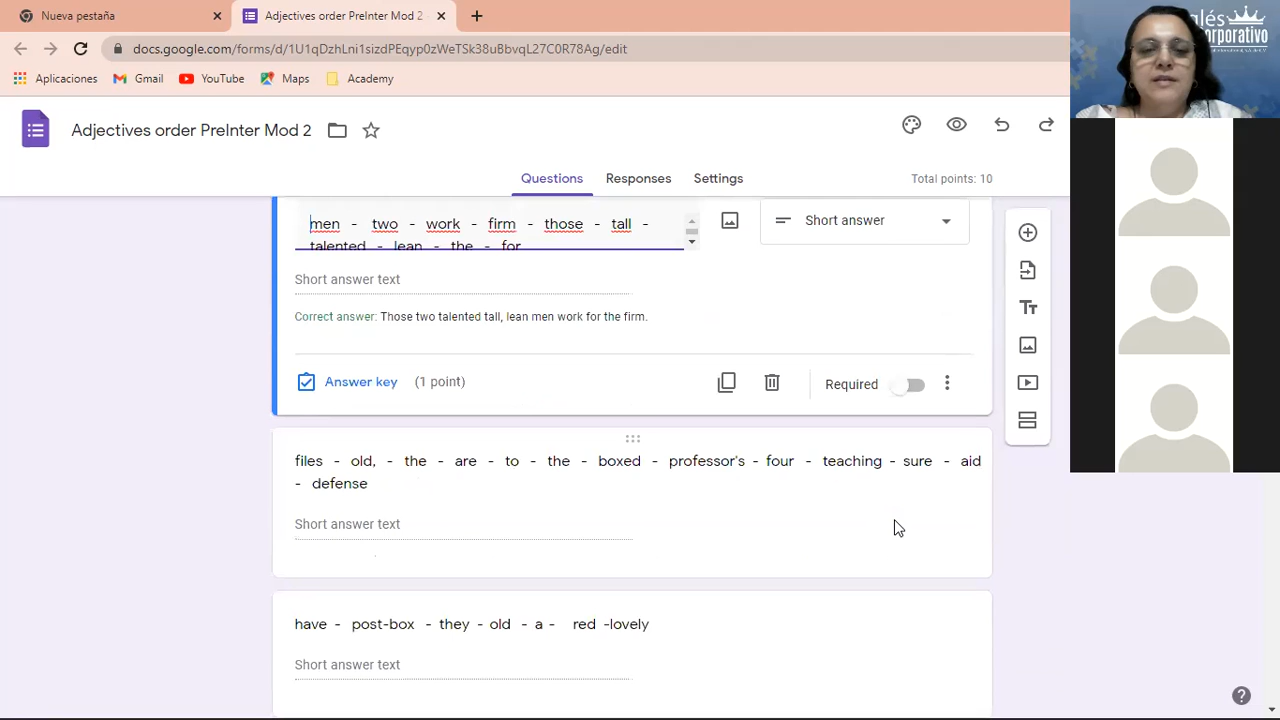 Nueva pestaña
Adjectives order PreInter Mod 2
docs.google.com/forms/d/1U1qDzhLni1sizdPEqyp0zWeTSk38uBbvqL27C0R78Ag/edit
Aplicaciones Gmail YouTube Maps Academy
glés
orporativo
Adjectives order PreInter Mod 2
Questions Responses Settings Total points: 10
men - two - work - firm - those - tall -
talented - lean - the - for
Short answer
Short answer text
Correct answer: Those two talented tall, lean men work for the firm.
Answer key (1 point)
Required
files - old, - the - are - to - the - boxed - professor's - four - teaching - sure - aid
- defense
Short answer text
have - post-box - they - old - a - red -lovely
Short answer text